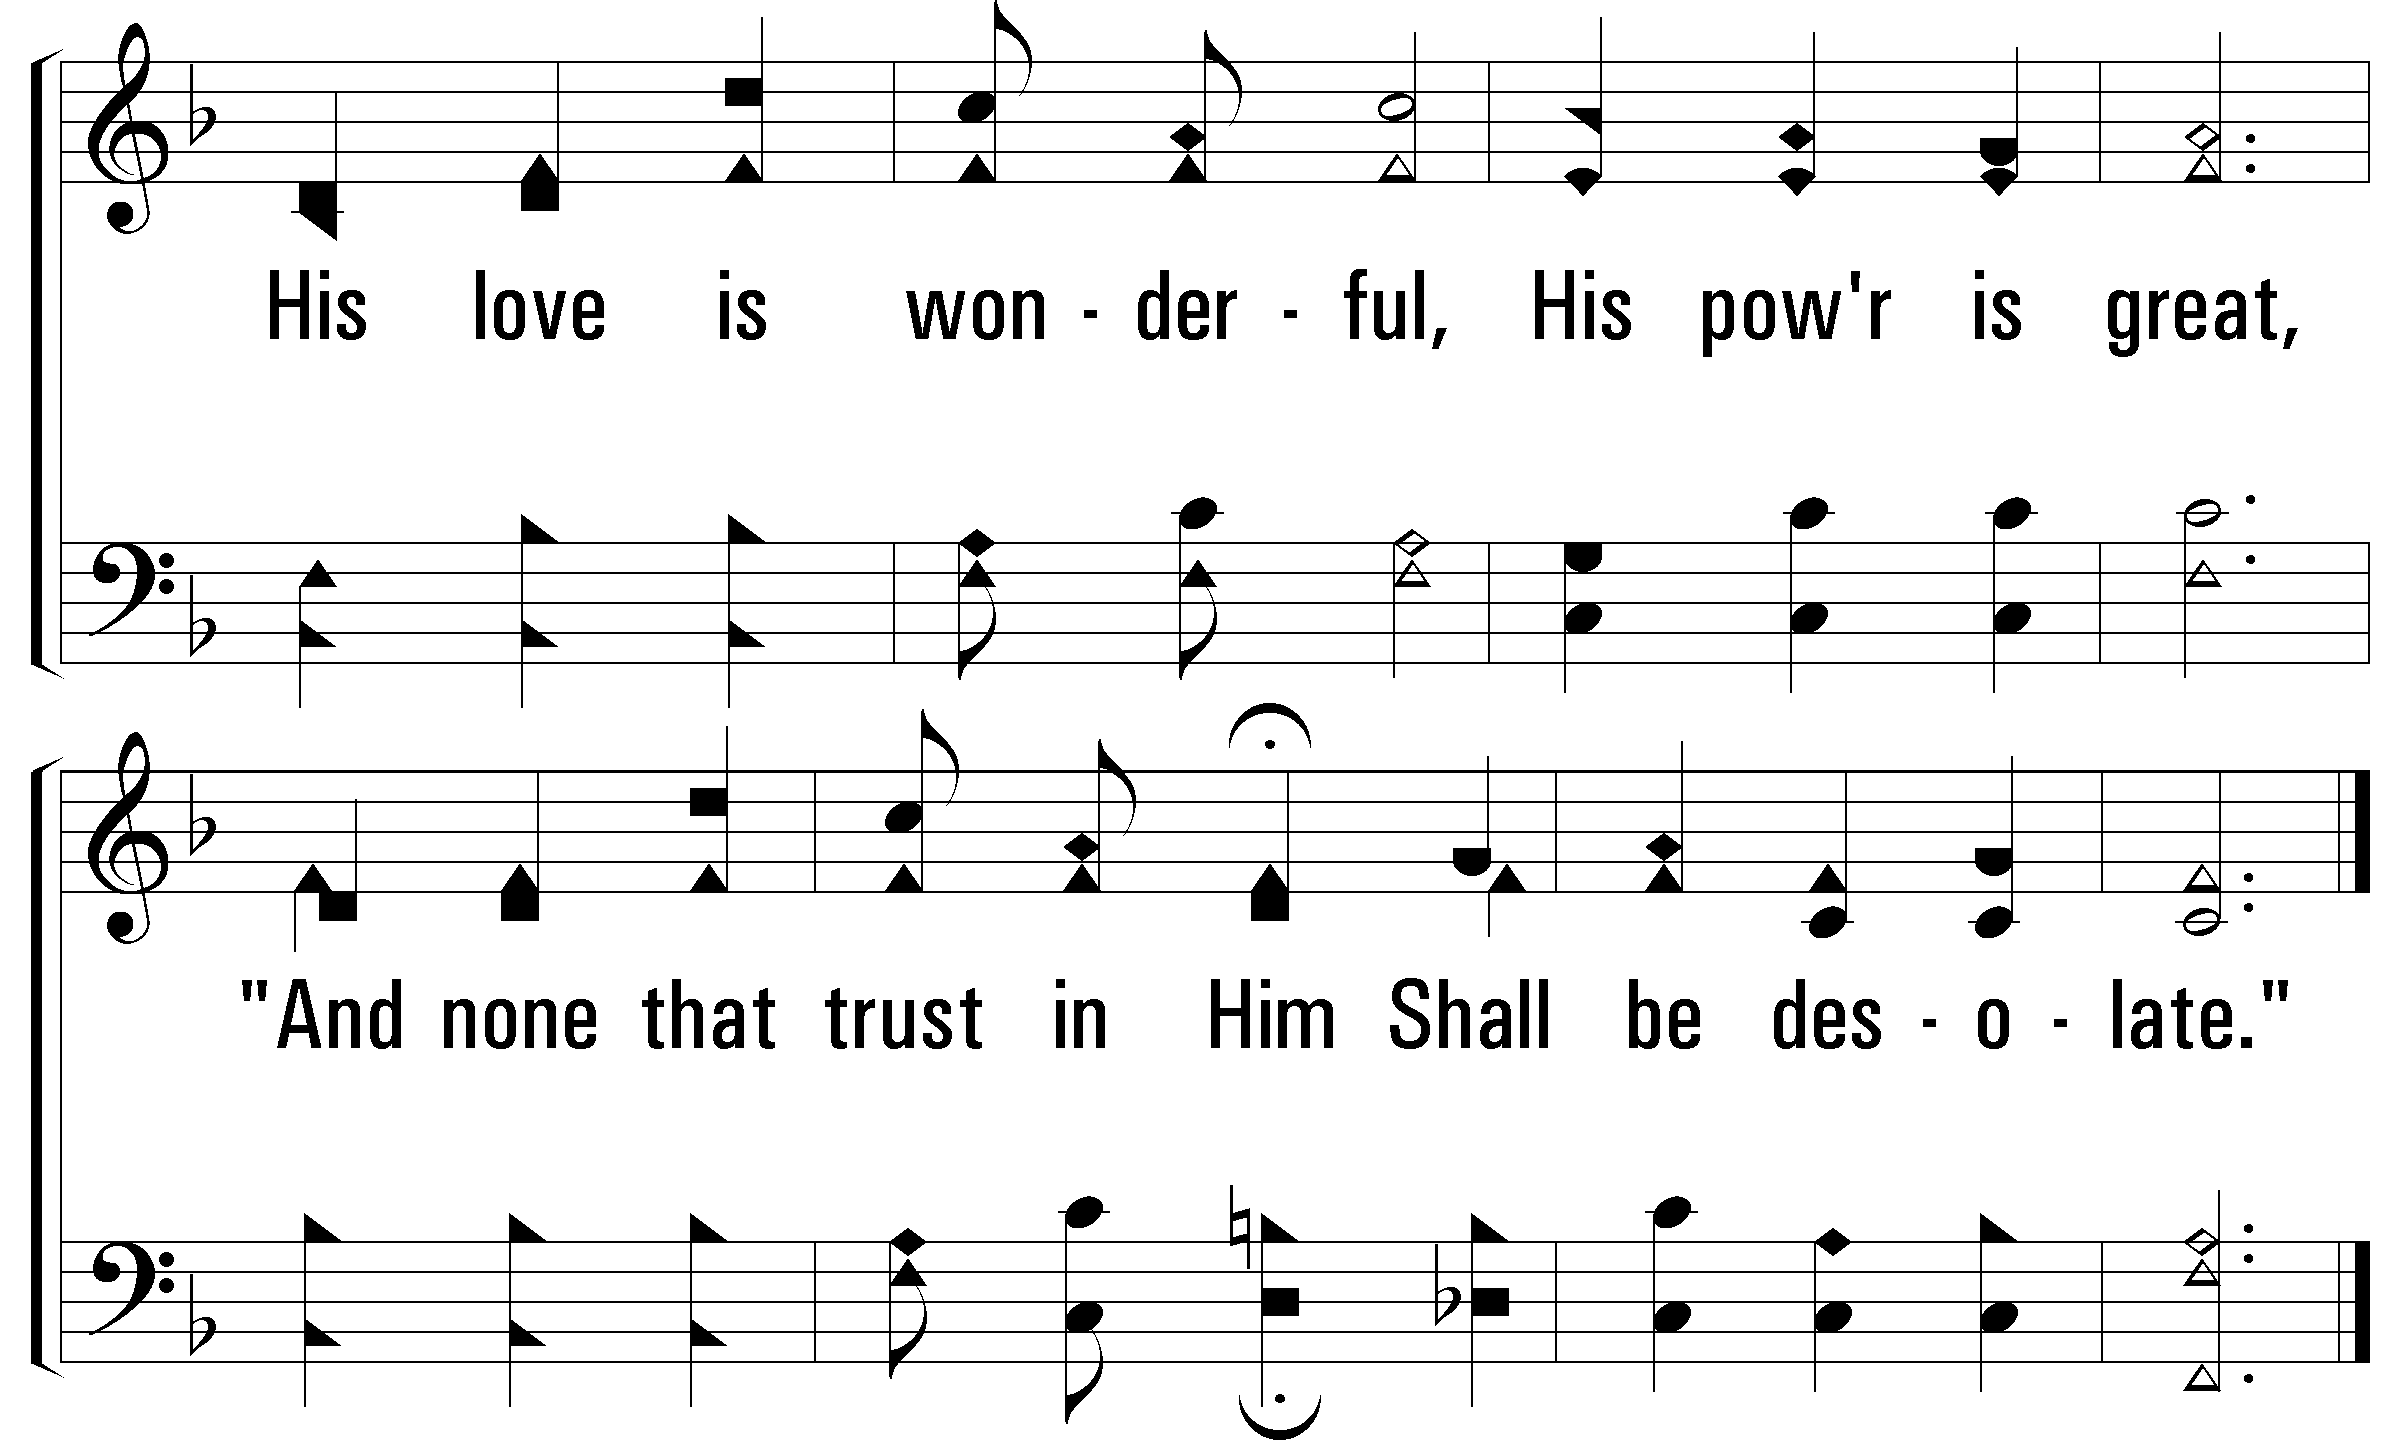 His love is won - der - ful, His pow'r is great,
"And none that trust in Him Shall be des - o - late."